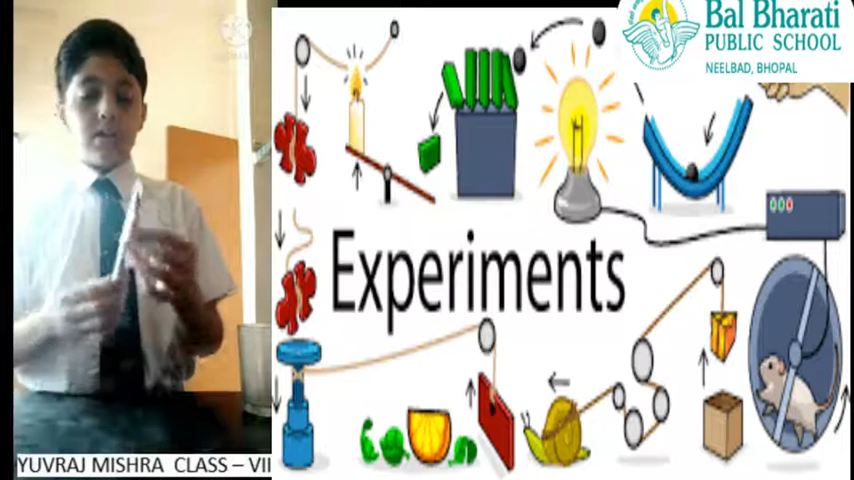 Bal Bharati
PUBLIC SCHOOL
NEELBAD, BHOPAL
Experiments
YUVRAJ MISHRA CLASS – VII